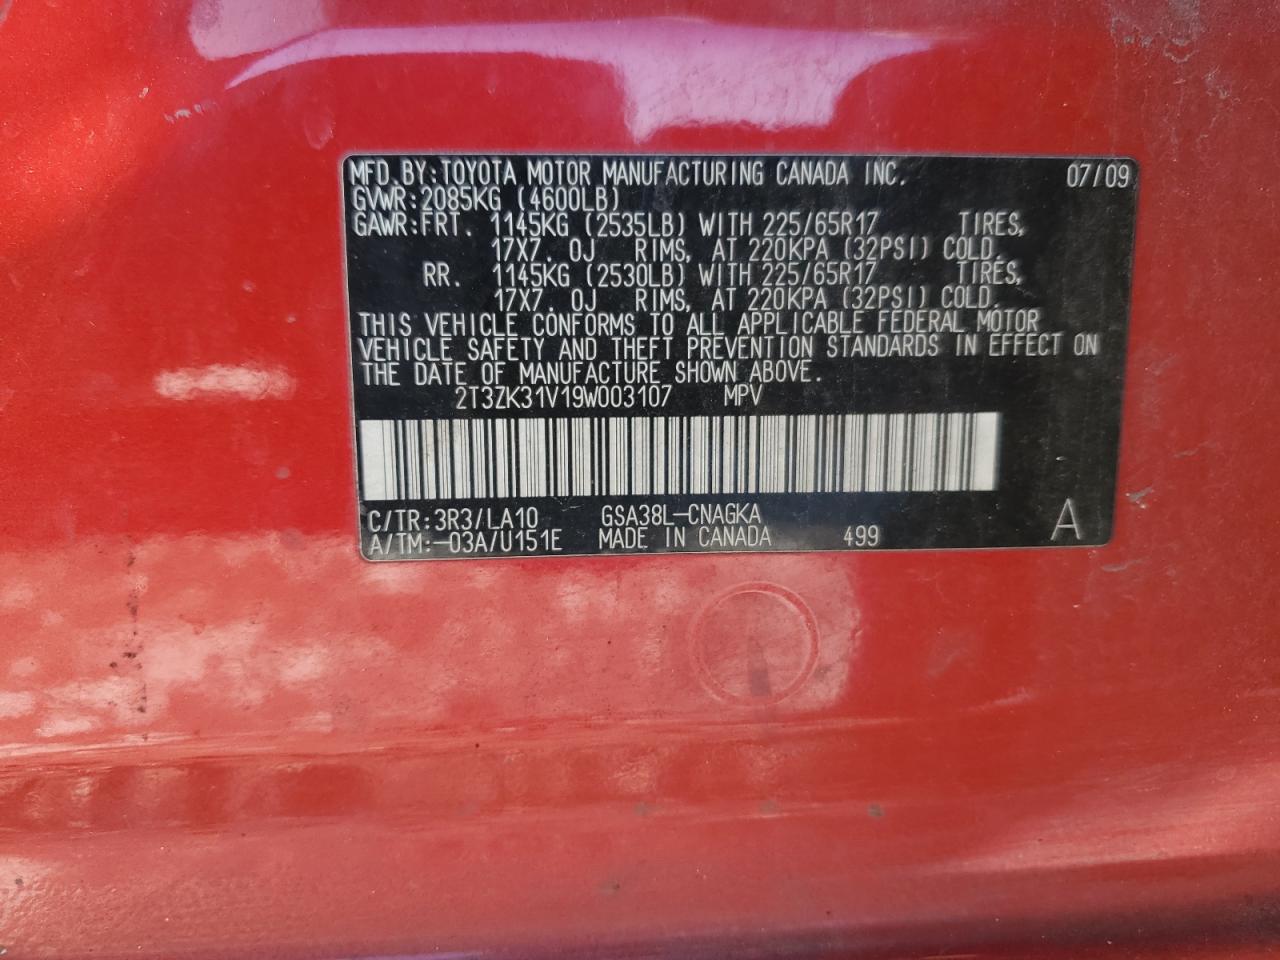 MFD. BY: TOYOTA MOTOR MANUFACTURING CANADA INC. 07/09
GVWR: 2085KG (4600LB)
GAWR: FRT. 1145KG (2535LB) WITH 225/65R17 TIRES,
17X7. 0J RIMS, AT 220KPA (32PSI) COLD.
RR. 1145KG (2530LB) WITH 225/65R17 TIRES,
17X7. 0J RIMS, AT 220KPA (32PSI) COLD.
THIS VEHICLE CONFORMS TO ALL APPLICABLE FEDERAL MOTOR
VEHICLE SAFETY AND THEFT PREVENTION STANDARDS IN EFFECT ON
THE DATE OF MANUFACTURE SHOWN ABOVE.
2T3ZK31V19W003107 MPV
C/TR: 3R3/LA10 GSA38L-CNAGKA
A/TM: -03A/U151E MADE IN CANADA 499 A